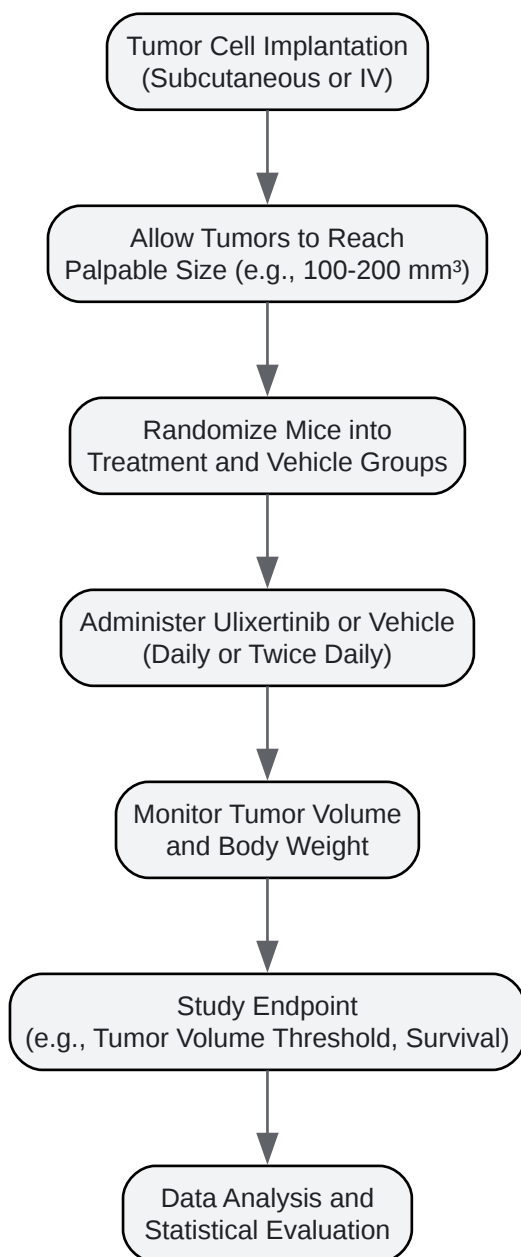 Tumor Cell Implantation
(Subcutaneous or IV)
Allow Tumors to Reach
Palpable Size (e.g., 100-200 mm³)
Randomize Mice into
Treatment and Vehicle Groups
Administer Ulixertinib or Vehicle
(Daily or Twice Daily)
Monitor Tumor Volume
and Body Weight
Study Endpoint
(e.g., Tumor Volume Threshold, Survival)
Data Analysis and
Statistical Evaluation